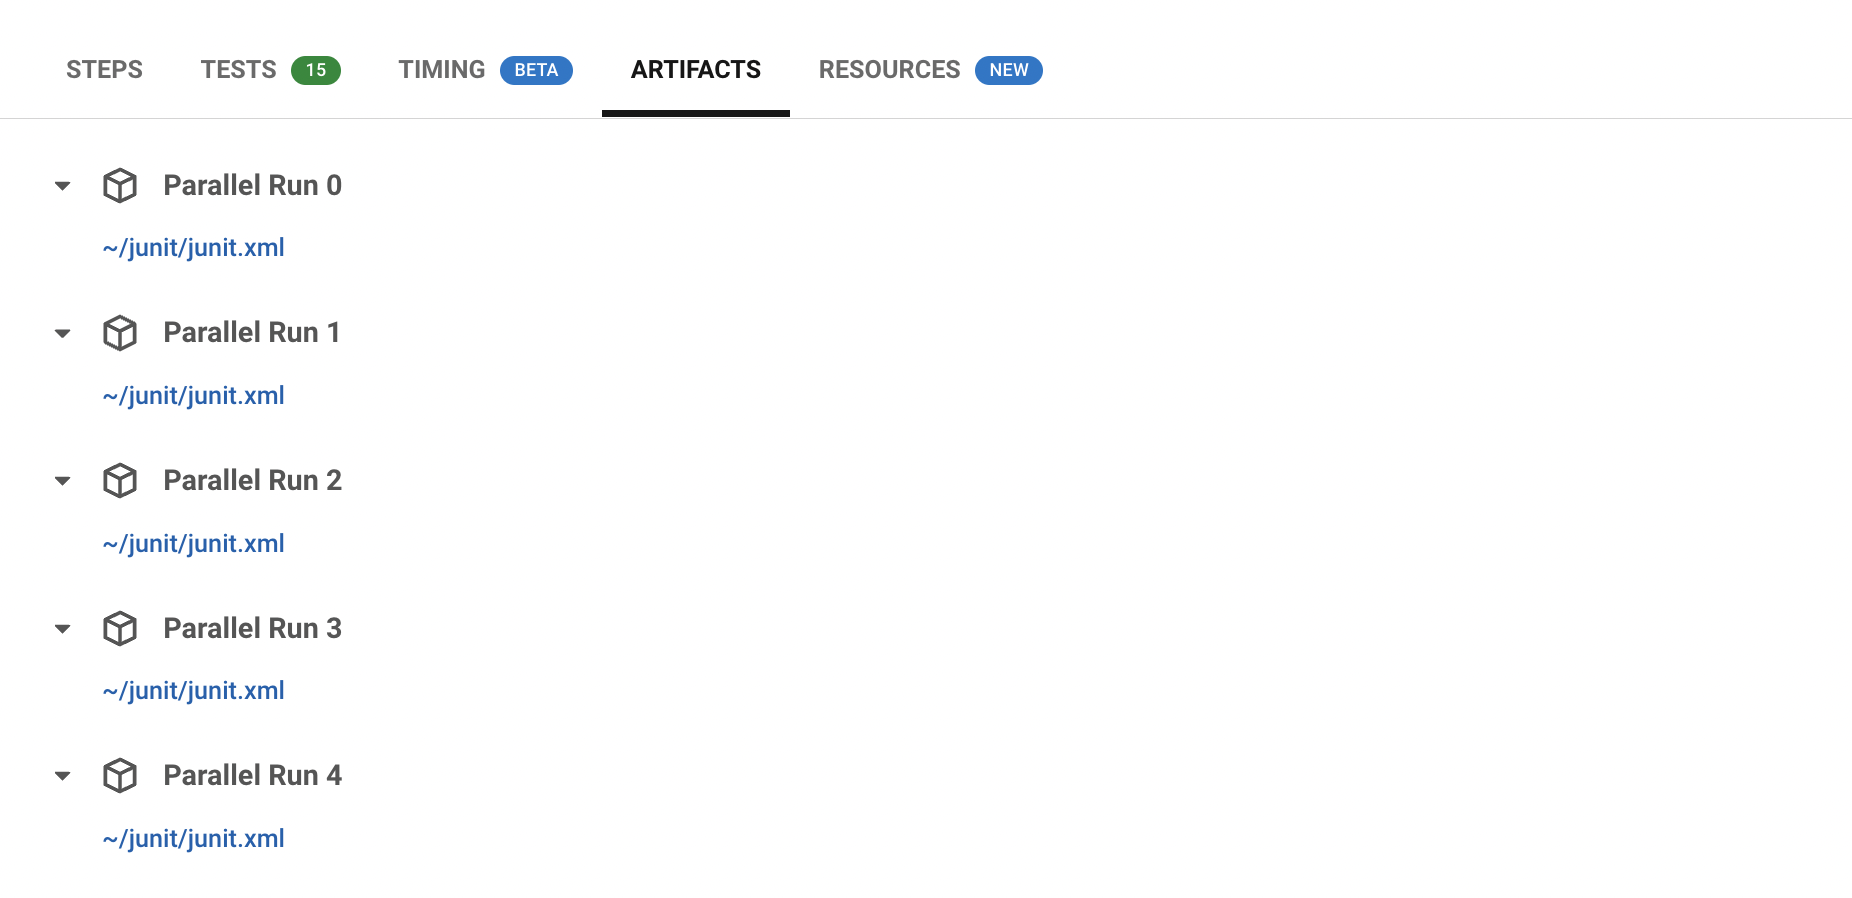 STEPS TESTS 15 TIMING BETA ARTIFACTS RESOURCES NEW
Parallel Run 0
~/junit/junit.xml
Parallel Run 1
~/junit/junit.xml
Parallel Run 2
~/junit/junit.xml
Parallel Run 3
~/junit/junit.xml
Parallel Run 4
~/junit/junit.xml